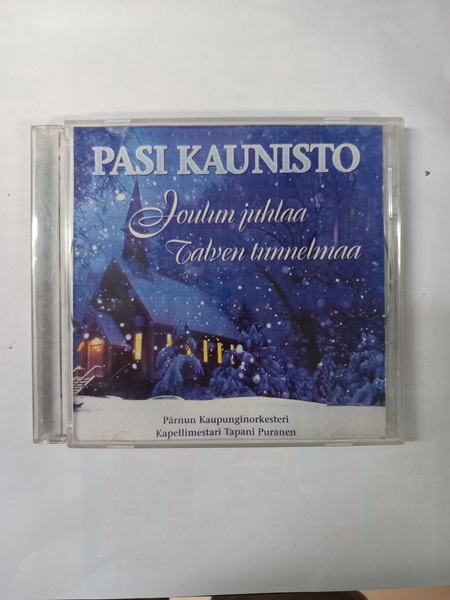 PASI KAUNISTO
Joulun juhlaa
Talven tunnelmaa
Pärnun Kaupunginorkesteri
Kapellimestari Tapani Puranen